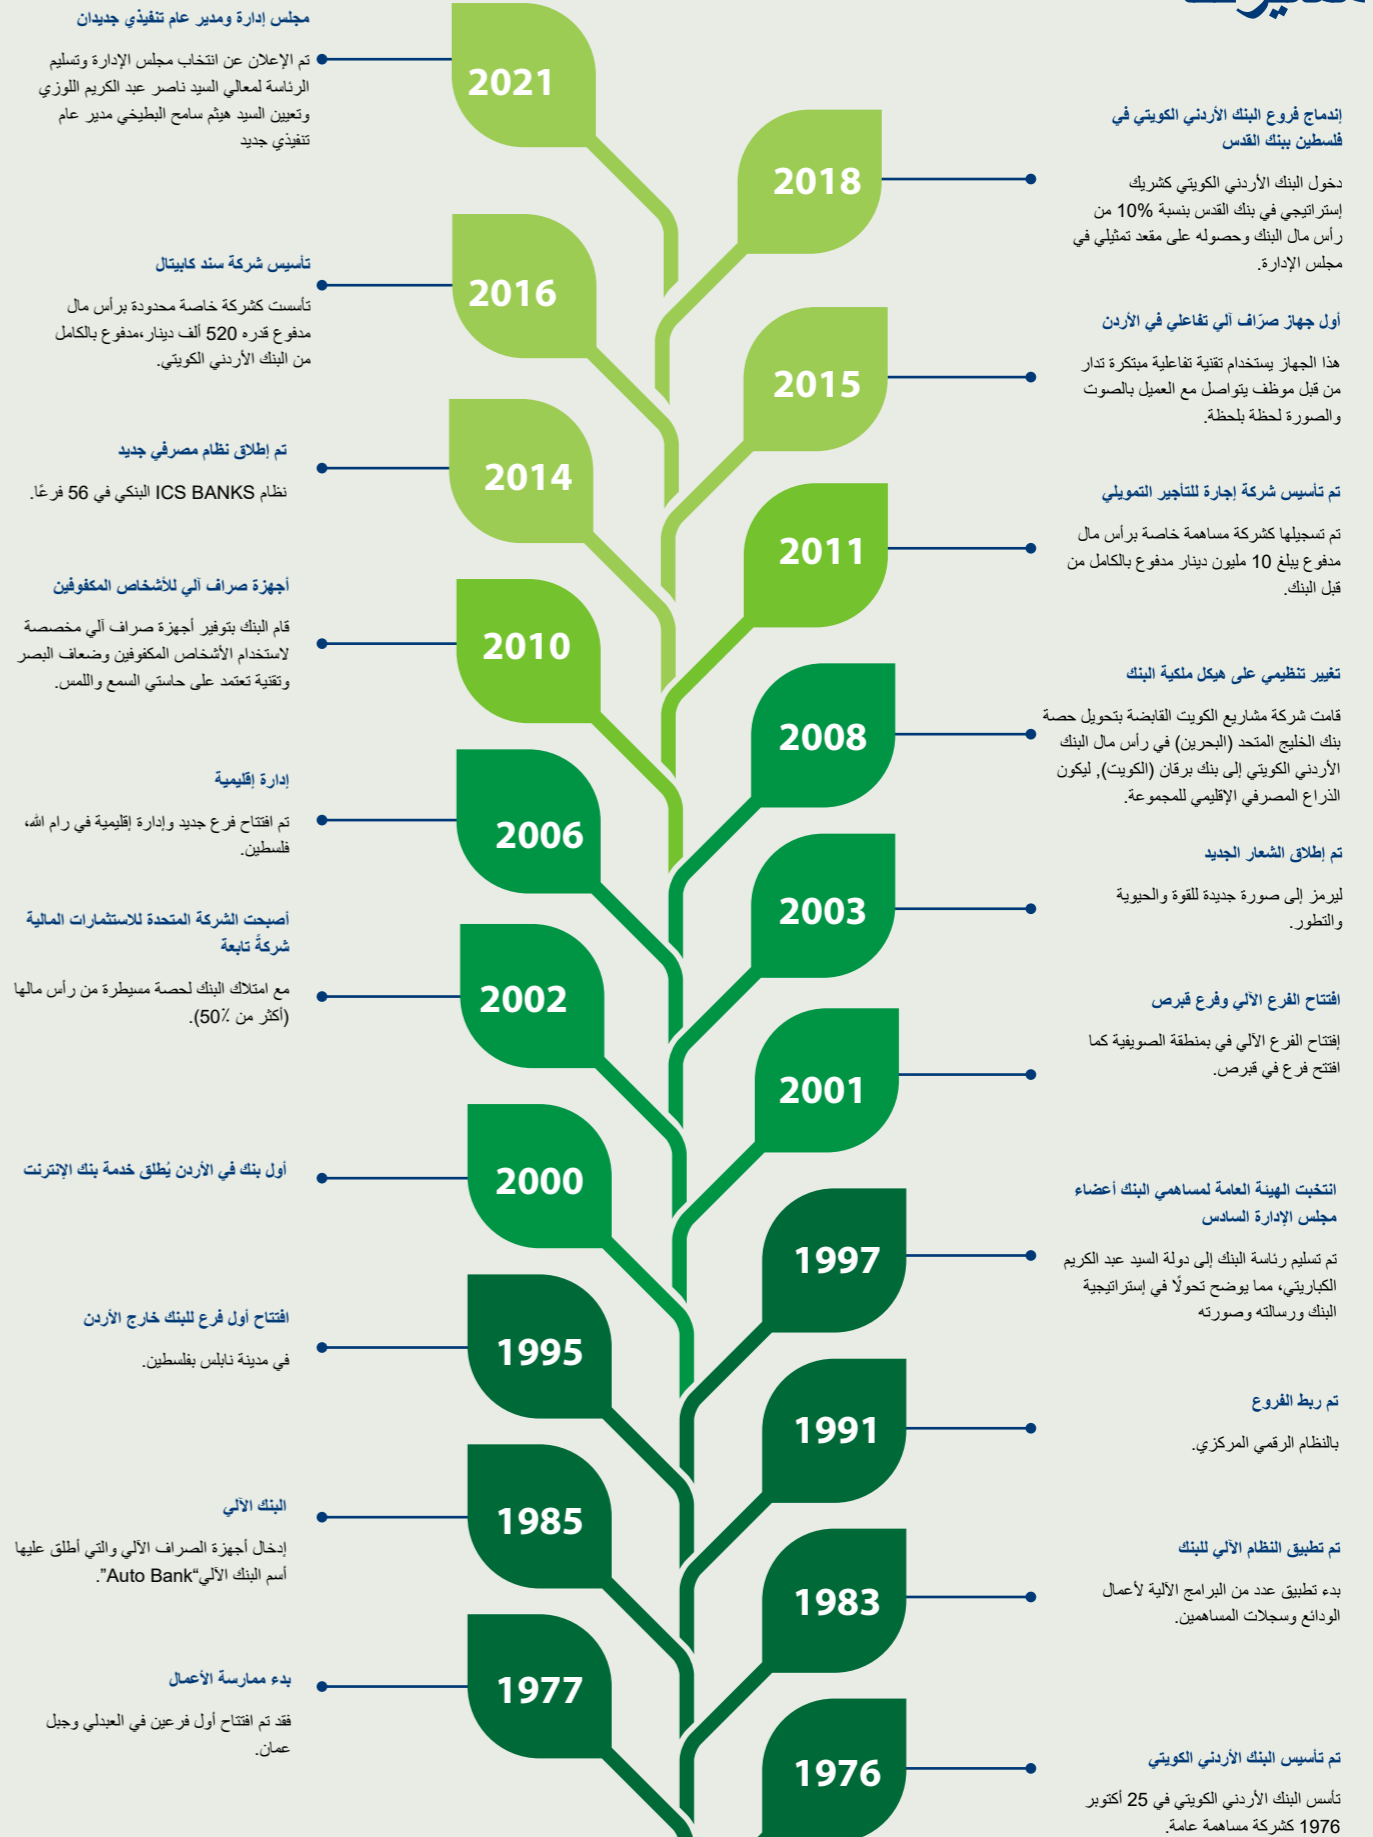 مجلس إدارة ومدير عام تنفيذي جديدان
تم الإعلان عن انتخاب مجلس الإدارة وتسليم
الرئاسة لمعالي السيد ناصر عبد الكريم اللوزي
وتعيين السيد هيثم سامح البطيخي مدير عام
تنفيذي جديد
2021
إندماج فروع البنك الأردني الكويتي في
فلسطين ببنك القدس
دخول البنك الأردني الكويتي كشريك
إستراتيجي في بنك القدس بنسبة 10% من
رأس مال البنك وحصوله على مقعد تمثيلي في
مجلس الإدارة.
2018
تأسيس شركة سند كابيتال
تأسست كشركة خاصة محدودة برأس مال
مدفوع قدره 520 ألف دينار،مدفوع بالكامل
من البنك الأردني الكويتي.
2016
أول جهاز صرّاف آلي تفاعلي في الأردن
هذا الجهاز يستخدام تقنية تفاعلية مبتكرة تدار
من قبل موظف يتواصل مع العميل بالصوت
والصورة لحظة بلحظة.
2015
تم إطلاق نظام مصرفي جديد
نظام ICS BANKS البنكي في 56 فرعًا.
2014
تم تأسيس شركة إجارة للتأجير التمويلي
تم تسجيلها كشركة مساهمة خاصة برأس مال
مدفوع يبلغ 10 مليون دينار مدفوع بالكامل من
قبل البنك.
2011
أجهزة صراف آلي للأشخاص المكفوفين
قام البنك بتوفير أجهزة صراف آلي مخصصة
لاستخدام الأشخاص المكفوفين وضعاف البصر
وتقنية تعتمد على حاستي السمع واللمس.
2010
تغيير تنظيمي على هيكل ملكية البنك
قامت شركة مشاريع الكويت القابضة بتحويل حصة
بنك الخليج المتحد (البحرين) في رأس مال البنك
الأردني الكويتي إلى بنك برقان (الكويت), ليكون
الذراع المصرفي الإقليمي للمجموعة.
2008
إدارة إقليمية
تم افتتاح فرع جديد وإدارة إقليمية في رام الله،
فلسطين.
2006
تم إطلاق الشعار الجديد
ليرمز إلى صورة جديدة للقوة والحيوية
والتطور.
2003
أصبحت الشركة المتحدة للاستثمارات المالية
شركةً تابعة
مع امتلاك البنك لحصة مسيطرة من رأس مالها
(أكثر من 50٪).
2002
افتتاح الفرع الآلي وفرع قبرص
إفتتاح الفرع الآلي في بمنطقة الصويفية كما
افتتح فرع في قبرص.
2001
أول بنك في الأردن يُطلق خدمة بنك الإنترنت
2000
انتخبت الهيئة العامة لمساهمي البنك أعضاء
مجلس الإدارة السادس
تم تسليم رئاسة البنك إلى دولة السيد عبد الكريم
الكباريتي، مما يوضح تحولًا في إستراتيجية
البنك ورسالته وصورته
1997
افتتاح أول فرع للبنك خارج الأردن
في مدينة نابلس بفلسطين.
1995
تم ربط الفروع
بالنظام الرقمي المركزي.
1991
البنك الآلي
إدخال أجهزة الصراف الآلي والتي أطلق عليها
أسم البنك الآلي“Auto Bank”.
1985
تم تطبيق النظام الآلي للبنك
بدء تطبيق عدد من البرامج الآلية لأعمال
الودائع وسجلات المساهمين.
1983
بدء ممارسة الأعمال
فقد تم افتتاح أول فرعين في العبدلي وجبل
عمان.
1977
تم تأسيس البنك الأردني الكويتي
تأسس البنك الأردني الكويتي في 25 أكتوبر
1976 كشركة مساهمة عامة.
1976